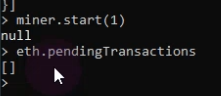 }]
> miner.start(1)
null
> eth.pendingTransactions
[]
>